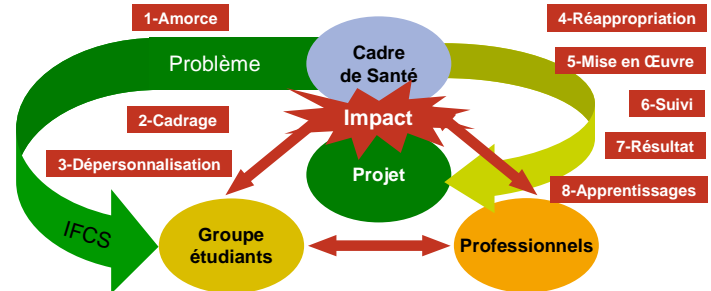 1-Amorce
4-Réappropriation
Problème
Cadre
de Santé
5-Mise en Œuvre
6-Suivi
2-Cadrage
Impact
7-Résultat
3-Dépersonnalisation
Projet
8-Apprentissages
IFCS
Groupe
étudiants
Professionnels